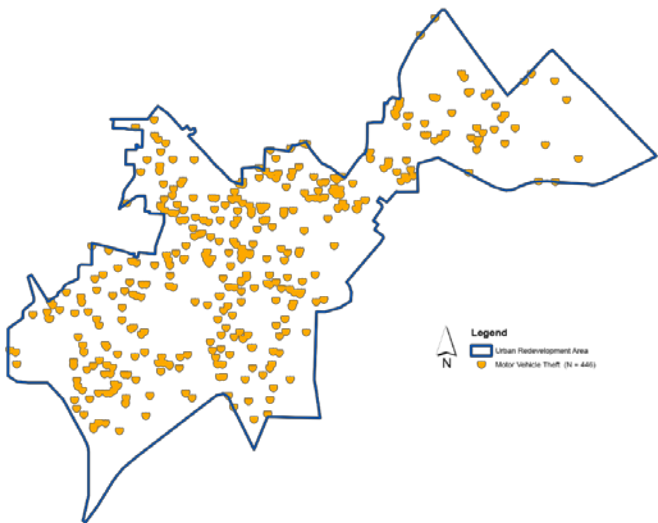 Legend
Urban Redevelopment Area
Motor Vehicle Theft (N = 446)
N